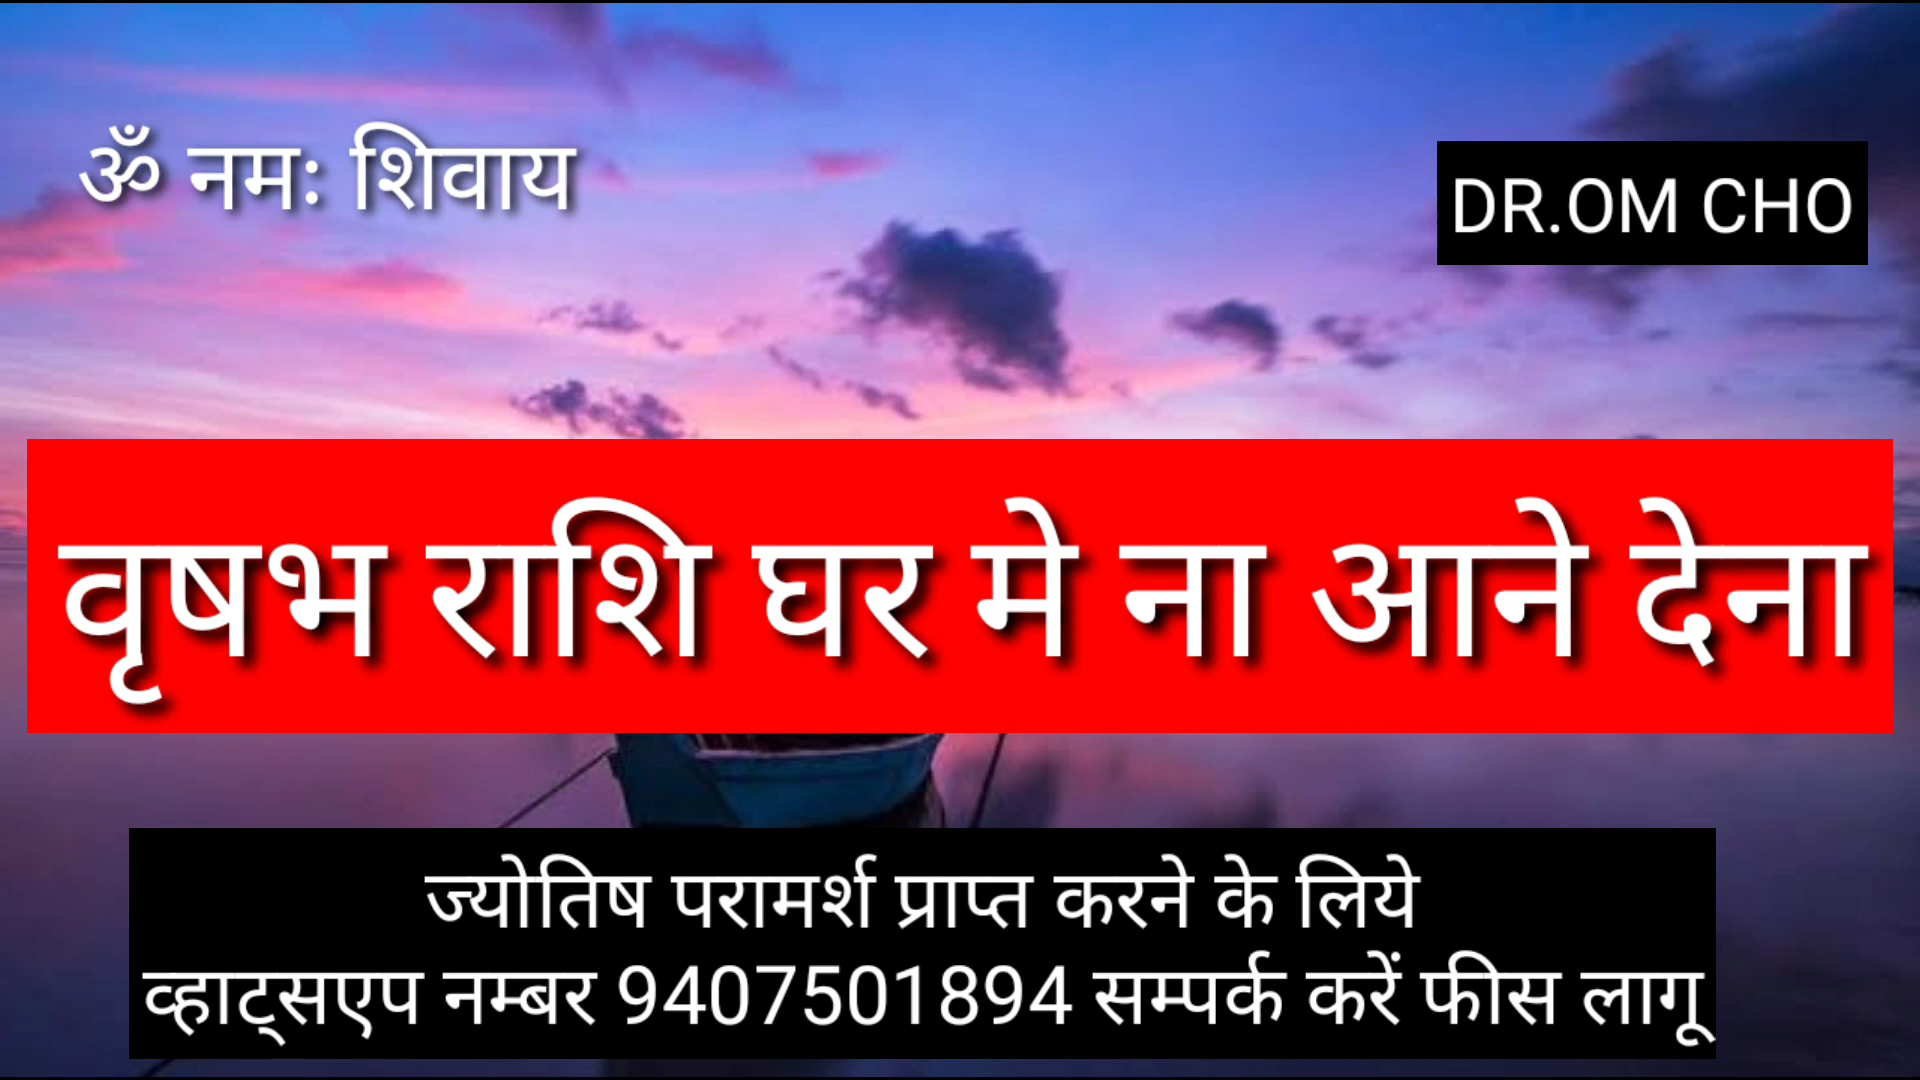 ॐ नमः शिवाय
DR.OM CHO
वृषभ राशि घर मे ना आने देना
ज्योतिष परामर्श प्राप्त करने के लिये
व्हाट्सएप नम्बर 9407501894 सम्पर्क करें फीस लागू